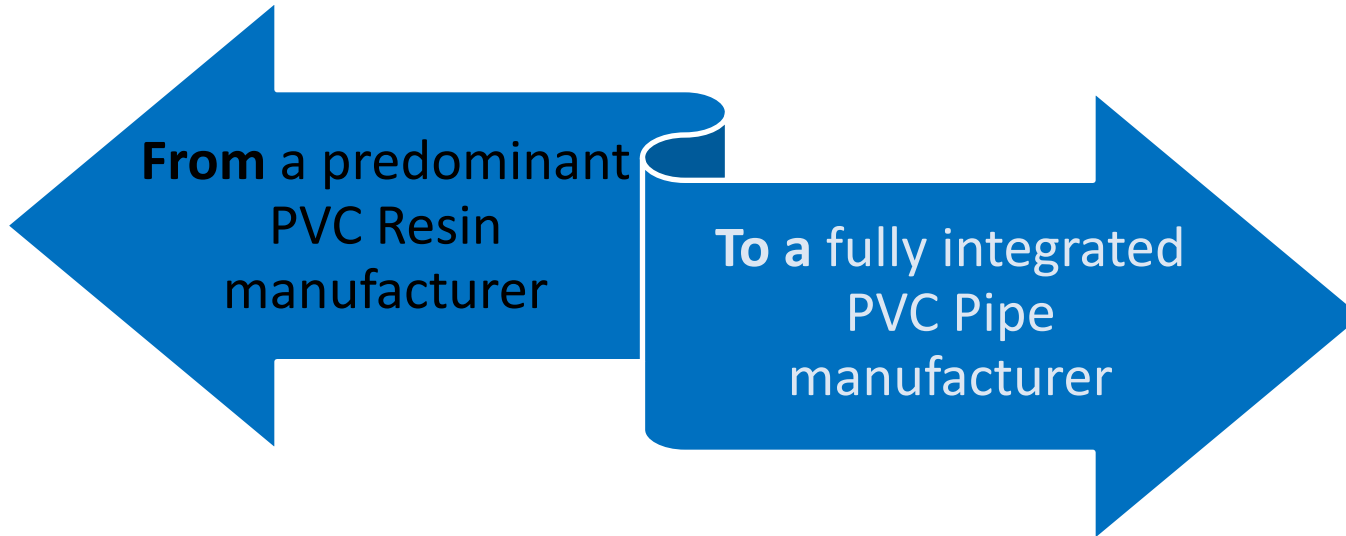 From a predominant
PVC Resin
manufacturer
To a fully integrated
PVC Pipe
manufacturer